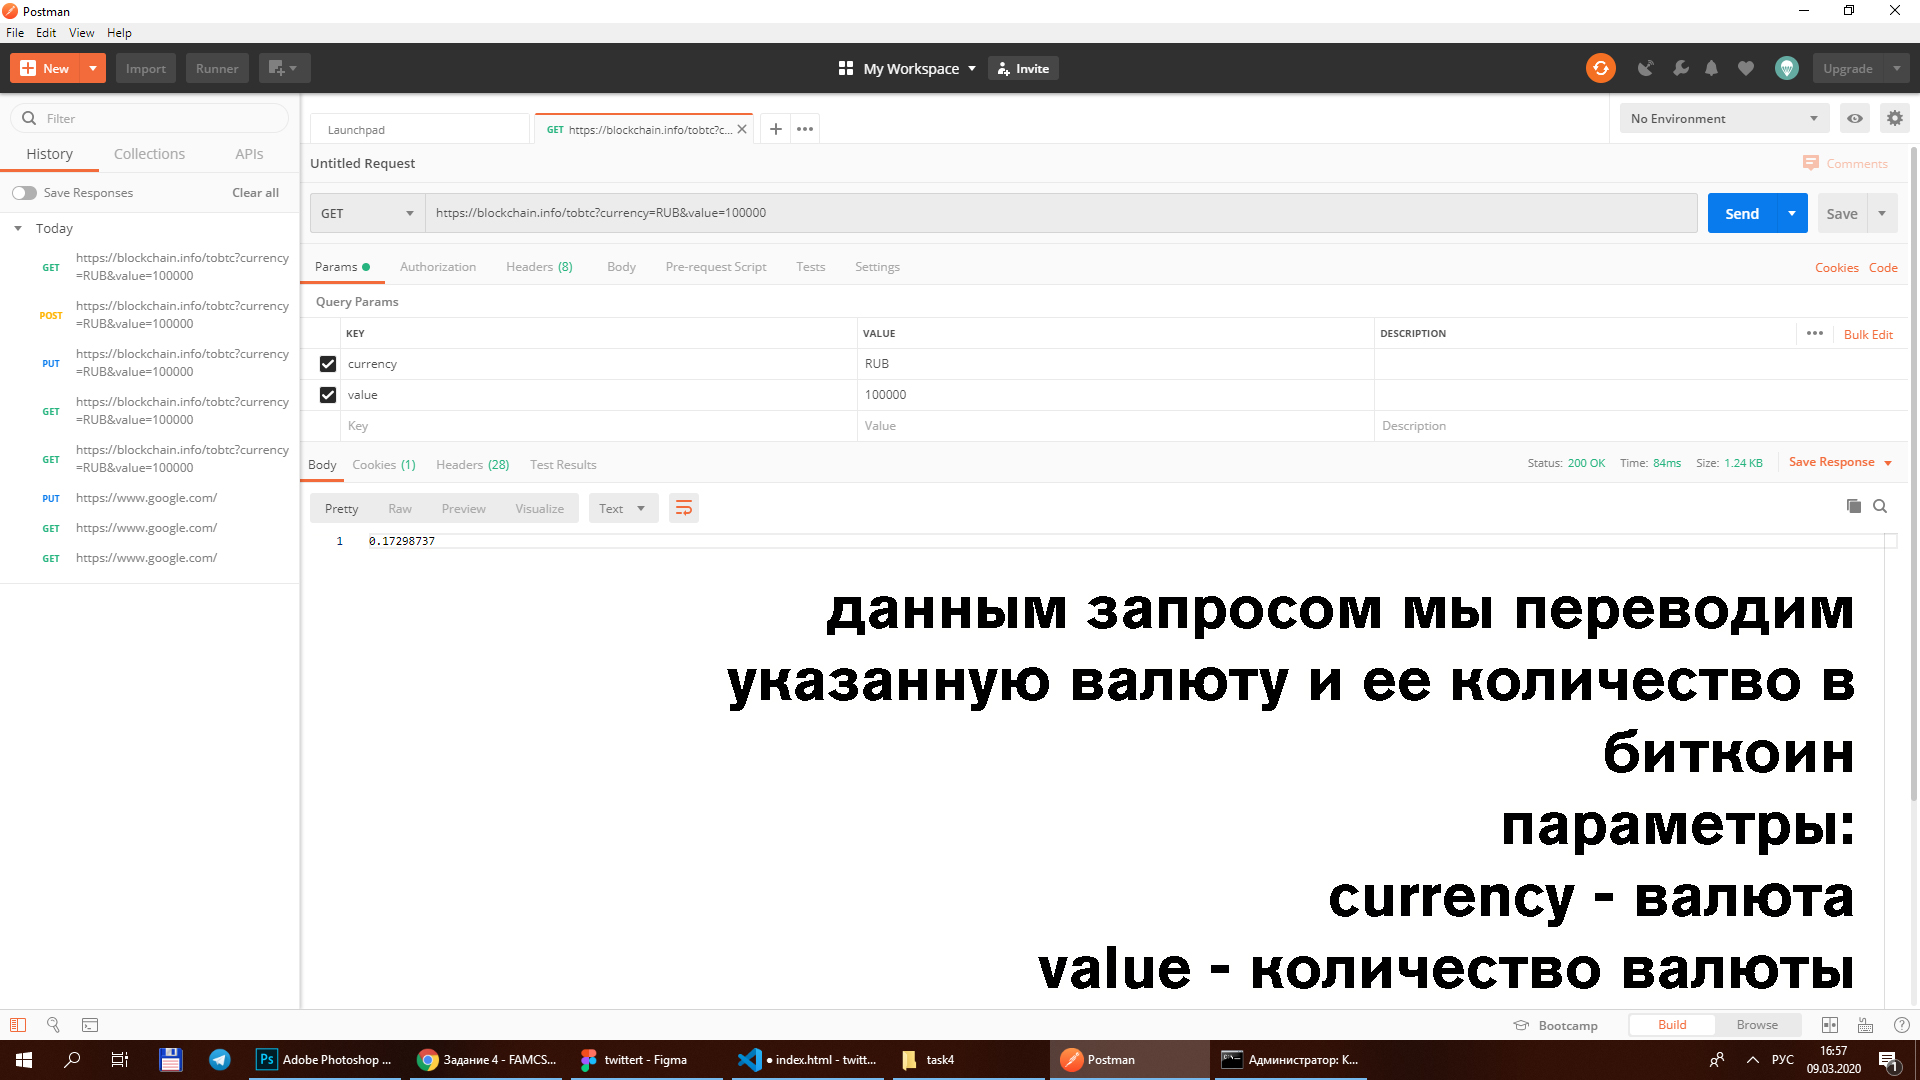 Postman
File Edit View Help
New Import Runner My Workspace Invite Upgrade
Filter
History Collections APIs
Save Responses Clear all
Today
GET https://blockchain.info/tobtc?currency
=RUB&value=100000
POST https://blockchain.info/tobtc?currency
=RUB&value=100000
PUT https://blockchain.info/tobtc?currency
=RUB&value=100000
GET https://blockchain.info/tobtc?currency
=RUB&value=100000
GET https://blockchain.info/tobtc?currency
=RUB&value=100000
PUT https://www.google.com/
GET https://www.google.com/
GET https://www.google.com/
Launchpad GET https://blockchain.info/tobtc?c... No Environment
Untitled Request Comments
GET https://blockchain.info/tobtc?currency=RUB&value=100000 Send Save
Params Authorization Headers (8) Body Pre-request Script Tests Settings Cookies Code
Query Params
KEY VALUE DESCRIPTION Bulk Edit
currency RUB
value 100000
Key Value Description
Body Cookies (1) Headers (28) Test Results Status: 200 OK Time: 84ms Size: 1.24 KB Save Response
Pretty Raw Preview Visualize Text
1 0.17298737
данным запросом мы переводим
указанную валюту и ее количество в
биткоин
параметры:
currency - валюта
value - количество валюты
Bootcamp Build Browse
Ps Adobe Photoshop ... Задание 4 - FAMCS... twittert - Figma • index.html - twitt... task4 Postman Администратор: К... РУС 16:57
09.03.2020 1